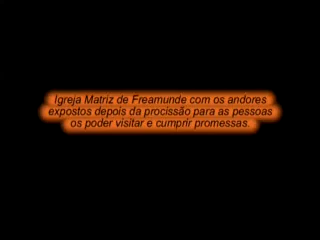 Igreja Matriz de Freamunde com os andores
expostos depois da procissão para as pessoas
os poder visitar e cumprir promessas.